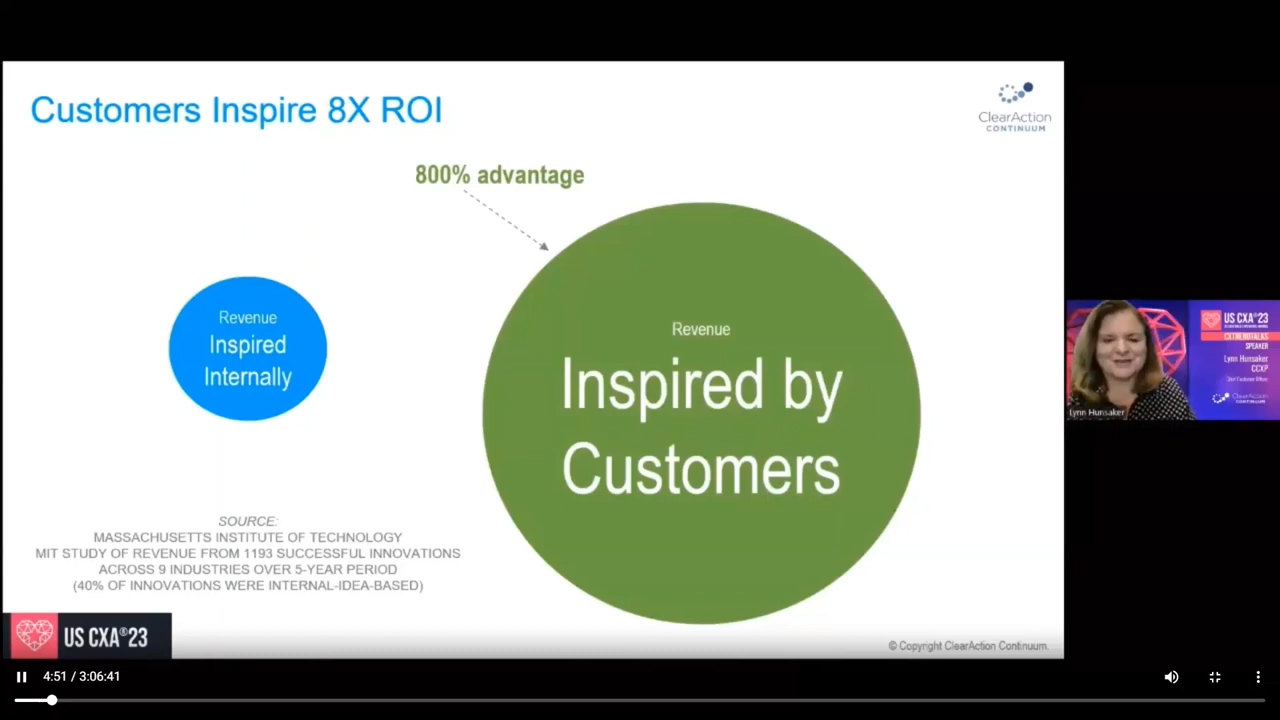 Customers Inspire 8X ROI
ClearAction
CONTINUUM
800% advantage
Revenue
Inspired
Internally
Revenue
Inspired by
Customers
SOURCE:
MASSACHUSETTS INSTITUTE OF TECHNOLOGY
MIT STUDY OF REVENUE FROM 1193 SUCCESSFUL INNOVATIONS
ACROSS 9 INDUSTRIES OVER 5-YEAR PERIOD
(40% OF INNOVATIONS WERE INTERNAL-IDEA-BASED)
US CXA®23
© Copyright ClearAction Continuum.
US CXA®23
SPEAKER
Lynn Hunsaker
CCXP
ClearAction
CONTINUUM
Lynn Hunsaker
4:51 / 3:06:41